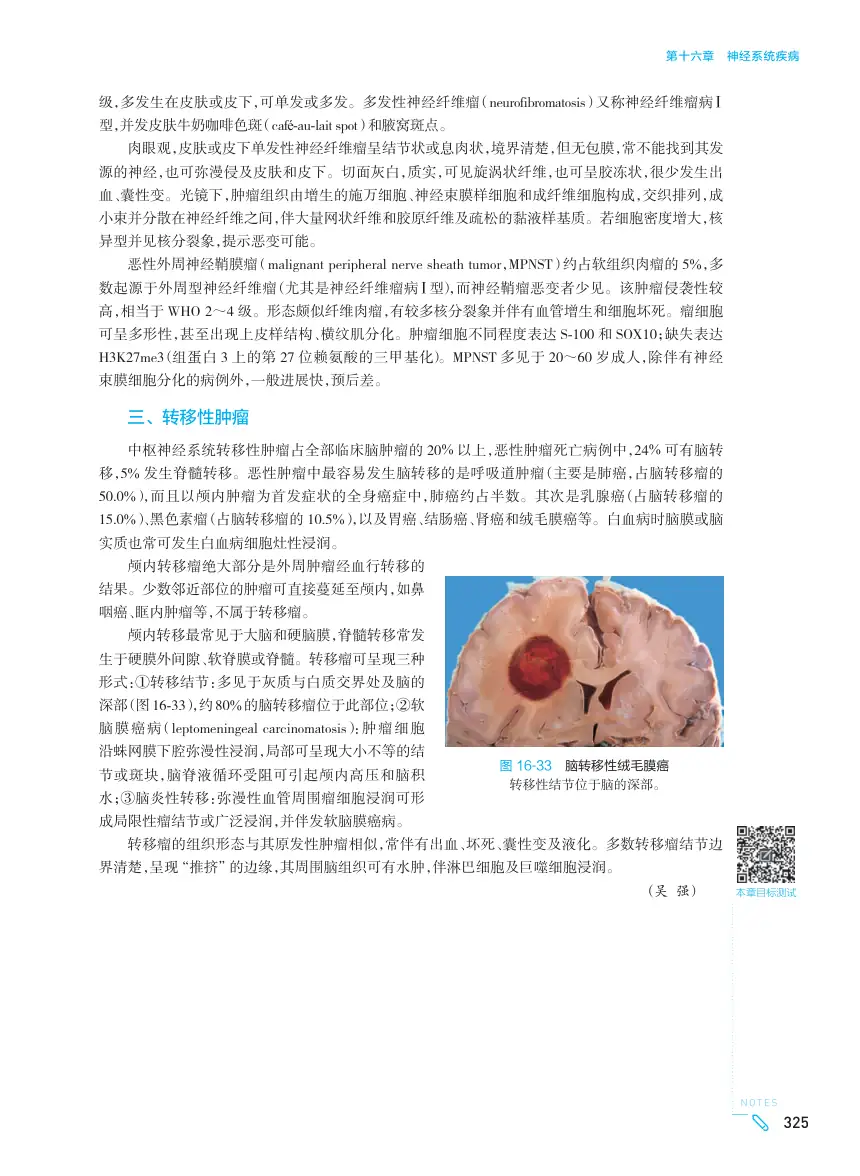 第十六章 神经系统疾病
级,多发生在皮肤或皮下,可单发或多发。多发性神经纤维瘤(neurofibromatosis)又称神经纤维瘤病Ⅰ
型,并发皮肤牛奶咖啡色斑(café-au-lait spot)和腋窝斑点。
肉眼观,皮肤或皮下单发性神经纤维瘤呈结节状或息肉状,境界清楚,但无包膜,常不能找到其发
源的神经,也可弥漫侵及皮肤和皮下。切面灰白,质实,可见旋涡状纤维,也可呈胶冻状,很少发生出
血、囊性变。光镜下,肿瘤组织由增生的施万细胞、神经束膜样细胞和成纤维细胞构成,交织排列,成
小束并分散在神经纤维之间,伴大量网状纤维和胶原纤维及疏松的黏液样基质。若细胞密度增大,核
异型并见核分裂象,提示恶变可能。
恶性外周神经鞘膜瘤(malignant peripheral nerve sheath tumor,MPNST)约占软组织肉瘤的 5%,多
数起源于外周型神经纤维瘤(尤其是神经纤维瘤病Ⅰ型),而神经鞘瘤恶变者少见。该肿瘤侵袭性较
高,相当于 WHO 2~4 级。形态颇似纤维肉瘤,有较多核分裂象并伴有血管增生和细胞坏死。瘤细胞
可呈多形性,甚至出现上皮样结构、横纹肌分化。肿瘤细胞不同程度表达 S-100 和 SOX10;缺失表达
H3K27me3(组蛋白 3 上的第 27 位赖氨酸的三甲基化)。MPNST 多见于 20~60 岁成人,除伴有神经
束膜细胞分化的病例外,一般进展快,预后差。
三、转移性肿瘤
中枢神经系统转移性肿瘤占全部临床脑肿瘤的 20% 以上,恶性肿瘤死亡病例中,24% 可有脑转
移,5% 发生脊髓转移。恶性肿瘤中最容易发生脑转移的是呼吸道肿瘤(主要是肺癌,占脑转移瘤的
50.0%),而且以颅内肿瘤为首发症状的全身癌症中,肺癌约占半数。其次是乳腺癌(占脑转移瘤的
15.0%)、黑色素瘤(占脑转移瘤的 10.5%),以及胃癌、结肠癌、肾癌和绒毛膜癌等。白血病时脑膜或脑
实质也常可发生白血病细胞灶性浸润。
颅内转移瘤绝大部分是外周肿瘤经血行转移的
结果。少数邻近部位的肿瘤可直接蔓延至颅内,如鼻
咽癌、眶内肿瘤等,不属于转移瘤。
颅内转移最常见于大脑和硬脑膜,脊髓转移常发
生于硬膜外间隙、软脊膜或脊髓。转移瘤可呈现三种
形式:①转移结节:多见于灰质与白质交界处及脑的
深部(图 16-33),约 80%的脑转移瘤位于此部位;②软
脑膜癌病(leptomeningeal carcinomatosis):肿瘤细胞
沿蛛网膜下腔弥漫性浸润,局部可呈现大小不等的结
节或斑块,脑脊液循环受阻可引起颅内高压和脑积
水;③脑炎性转移:弥漫性血管周围瘤细胞浸润可形
成局限性瘤结节或广泛浸润,并伴发软脑膜癌病。
图 16-33 脑转移性绒毛膜癌
转移性结节位于脑的深部。
转移瘤的组织形态与其原发性肿瘤相似,常伴有出血、坏死、囊性变及液化。多数转移瘤结节边
界清楚,呈现“推挤”的边缘,其周围脑组织可有水肿,伴淋巴细胞及巨噬细胞浸润。
(吴 强)
本章目标测试
NOTES
325